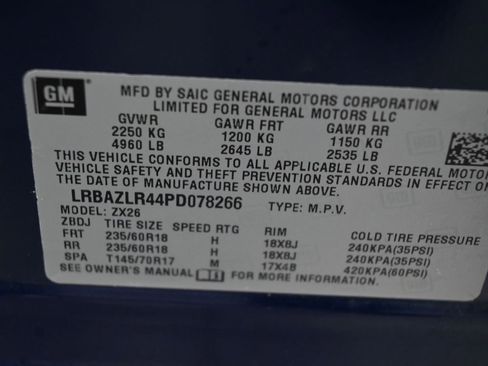 GM
MFD BY SAIC GENERAL MOTORS CORPORATION
LIMITED FOR GENERAL MOTORS LLC
GVWR GAWR FRT GAWR RR
2250 KG 1200 KG 1150 KG
4960 LB 2645 LB 2535 LB
THIS VEHICLE CONFORMS TO ALL APPLICABLE U.S. FEDERAL MOTOR
VEHICLE SAFETY AND THEFT PREVENTION STANDARDS IN EFFECT ON
DATE OF MANUFACTURE SHOWN ABOVE.
LRBAZLR44PD078266 TYPE: M.P.V.
MODEL: ZX26
ZBDJ TIRE SIZE SPEED RTG RIM COLD TIRE PRESSURE
FRT 235/60R18 H 18X8J 240KPA(35PSI)
RR 235/60R18 H 18X8J 240KPA(35PSI)
SPA T145/70R17 M 17X4B 420KPA(60PSI)
SEE OWNER'S MANUAL FOR MORE INFORMATION